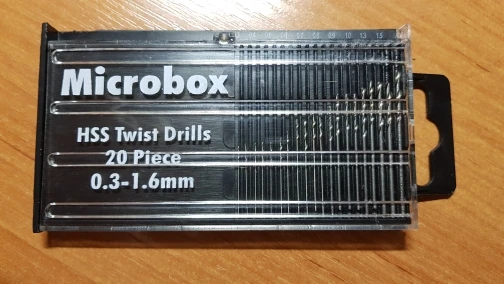 Microbox
HSS Twist Drills
20 Piece
0.3-1.6mm